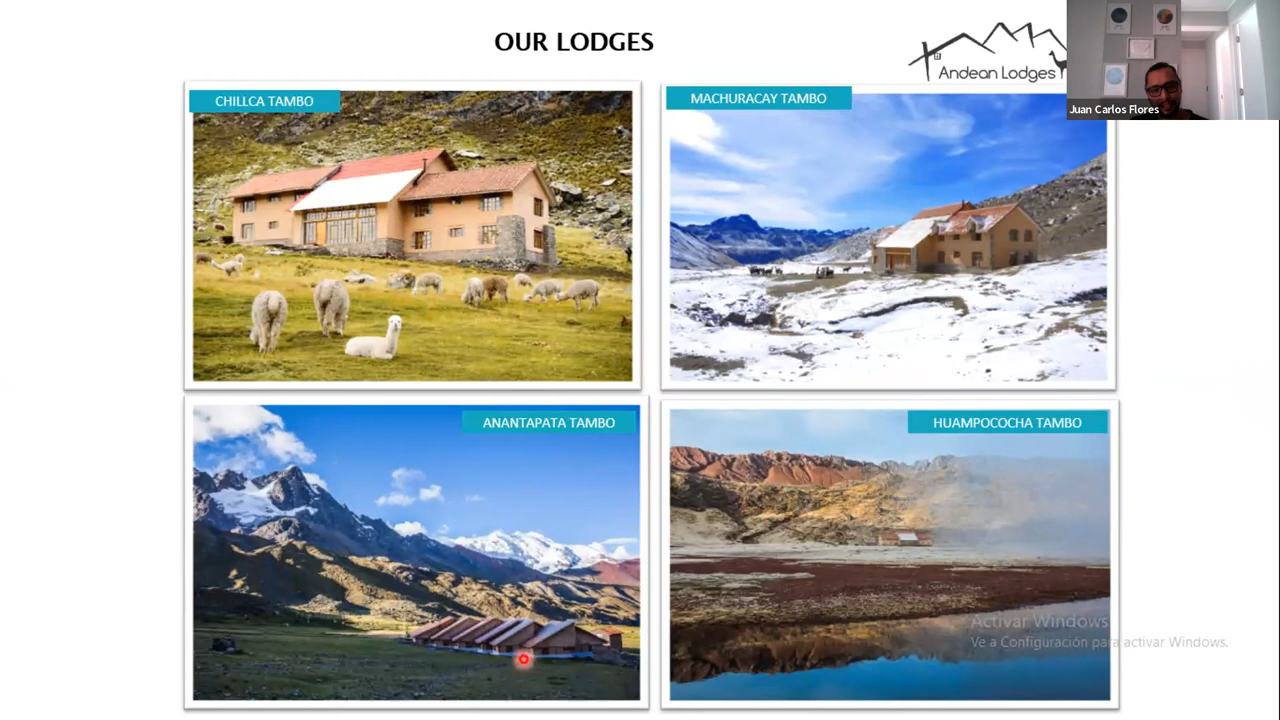 OUR LODGES
Andean Lodges
Juan Carlos Flores
CHILLCA TAMBO
MACHURACAY TAMBO
ANANTAPATA TAMBO
HUAMPOCOCHA TAMBO
Activar Windows
Ve a Configuración para activar Windows.